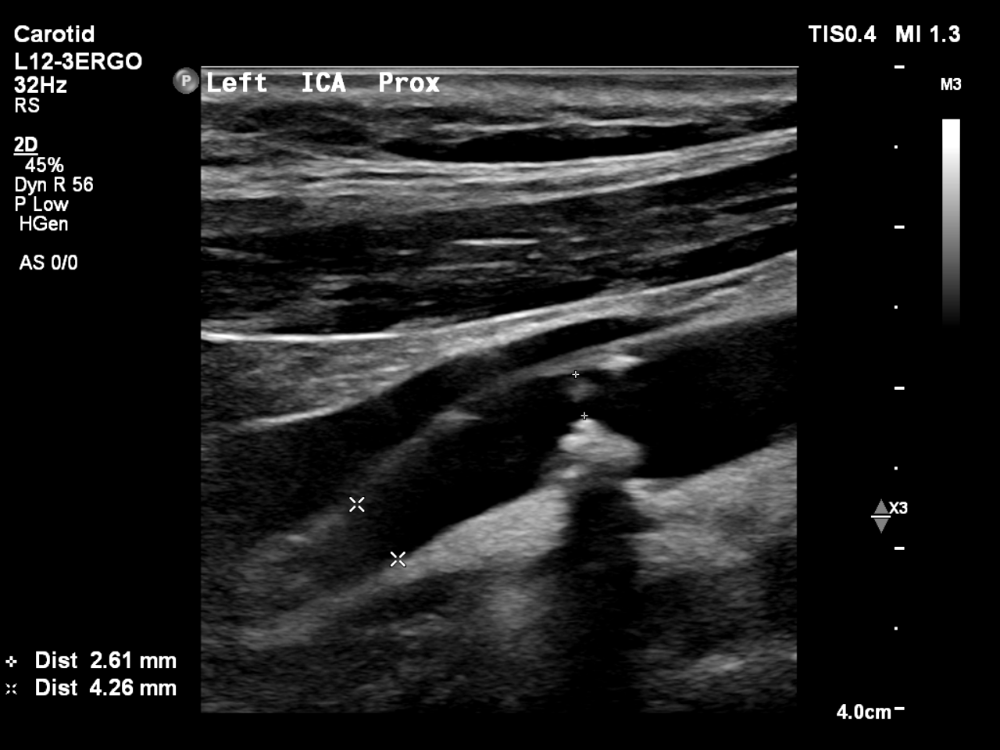 Carotid
L12-3ERGO
32Hz
RS
2D
45%
Dyn R 56
P Low
HGen
AS 0/0
P
Left ICA Prox
TIS0.4 MI 1.3
M3
X3
4.0cm
Dist 2.61 mm
Dist 4.26 mm